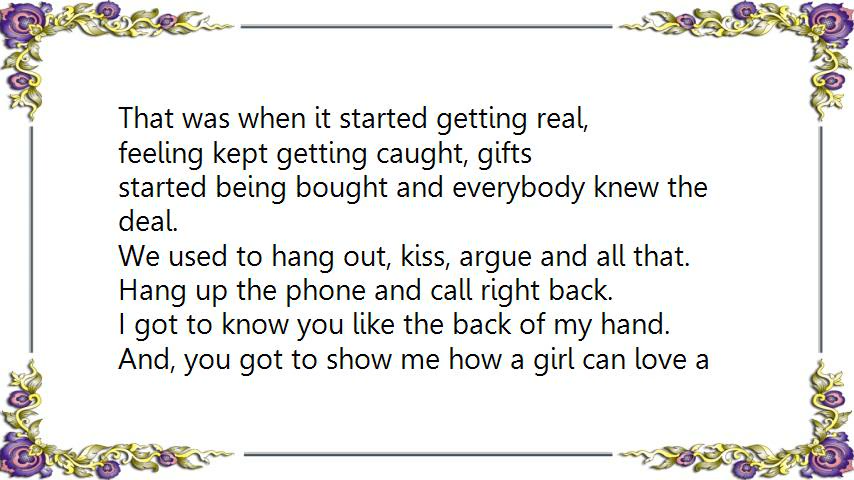 That was when it started getting real,
feeling kept getting caught, gifts
started being bought and everybody knew the
deal.
We used to hang out, kiss, argue and all that.
Hang up the phone and call right back.
I got to know you like the back of my hand.
And, you got to show me how a girl can love a